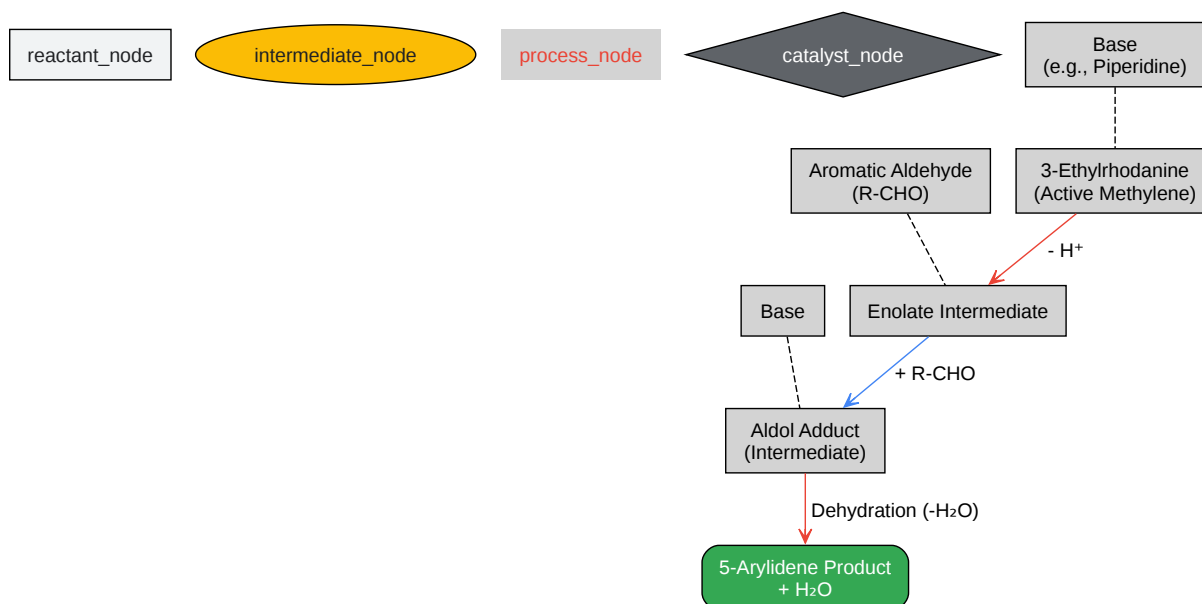 reactant_node
intermediate_node
process_node
catalyst_node
Base
(e.g., Piperidine)
Aromatic Aldehyde
(R-CHO)
3-Ethylrhodanine
(Active Methylene)
- H⁺
Base
Enolate Intermediate
+ R-CHO
Aldol Adduct
(Intermediate)
Dehydration (-H₂O)
5-Arylidene Product
+ H₂O